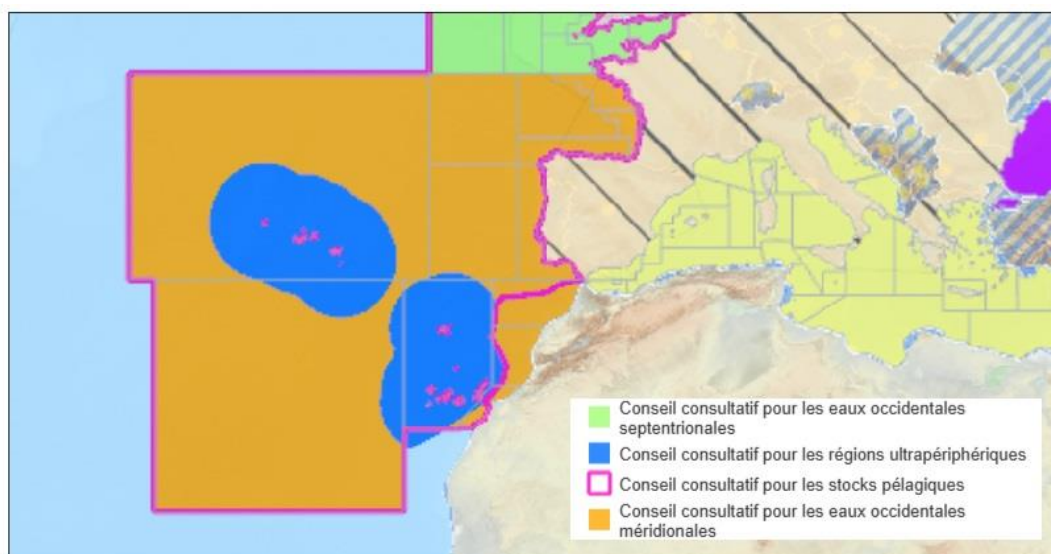 Conseil consultatif pour les eaux occidentales
septentrionales
Conseil consultatif pour les régions ultrapériphériques
Conseil consultatif pour les stocks pélagiques
Conseil consultatif pour les eaux occidentales
méridionales